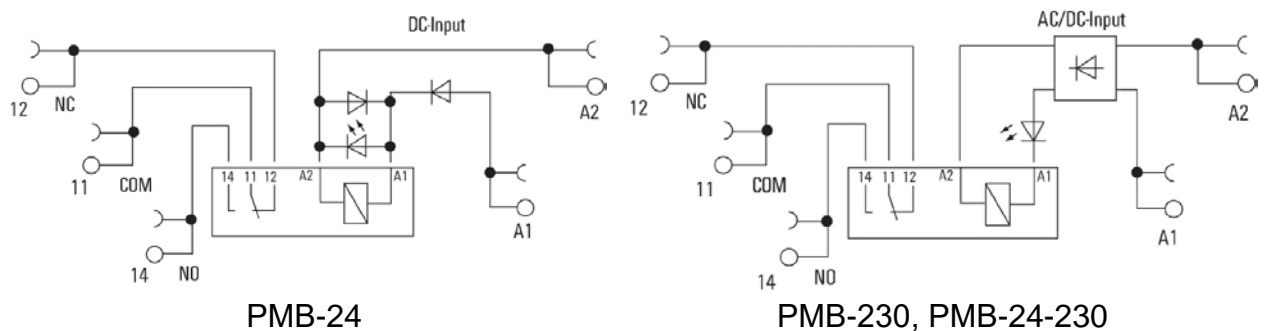 DC-Input
12 NC
11 COM
14 NO
14 11 12 A2 A1
A2
A1
PMB-24
AC/DC-Input
12 NC
11 COM
14 NO
14 11 12 A2 A1
A2
A1
PMB-230, PMB-24-230